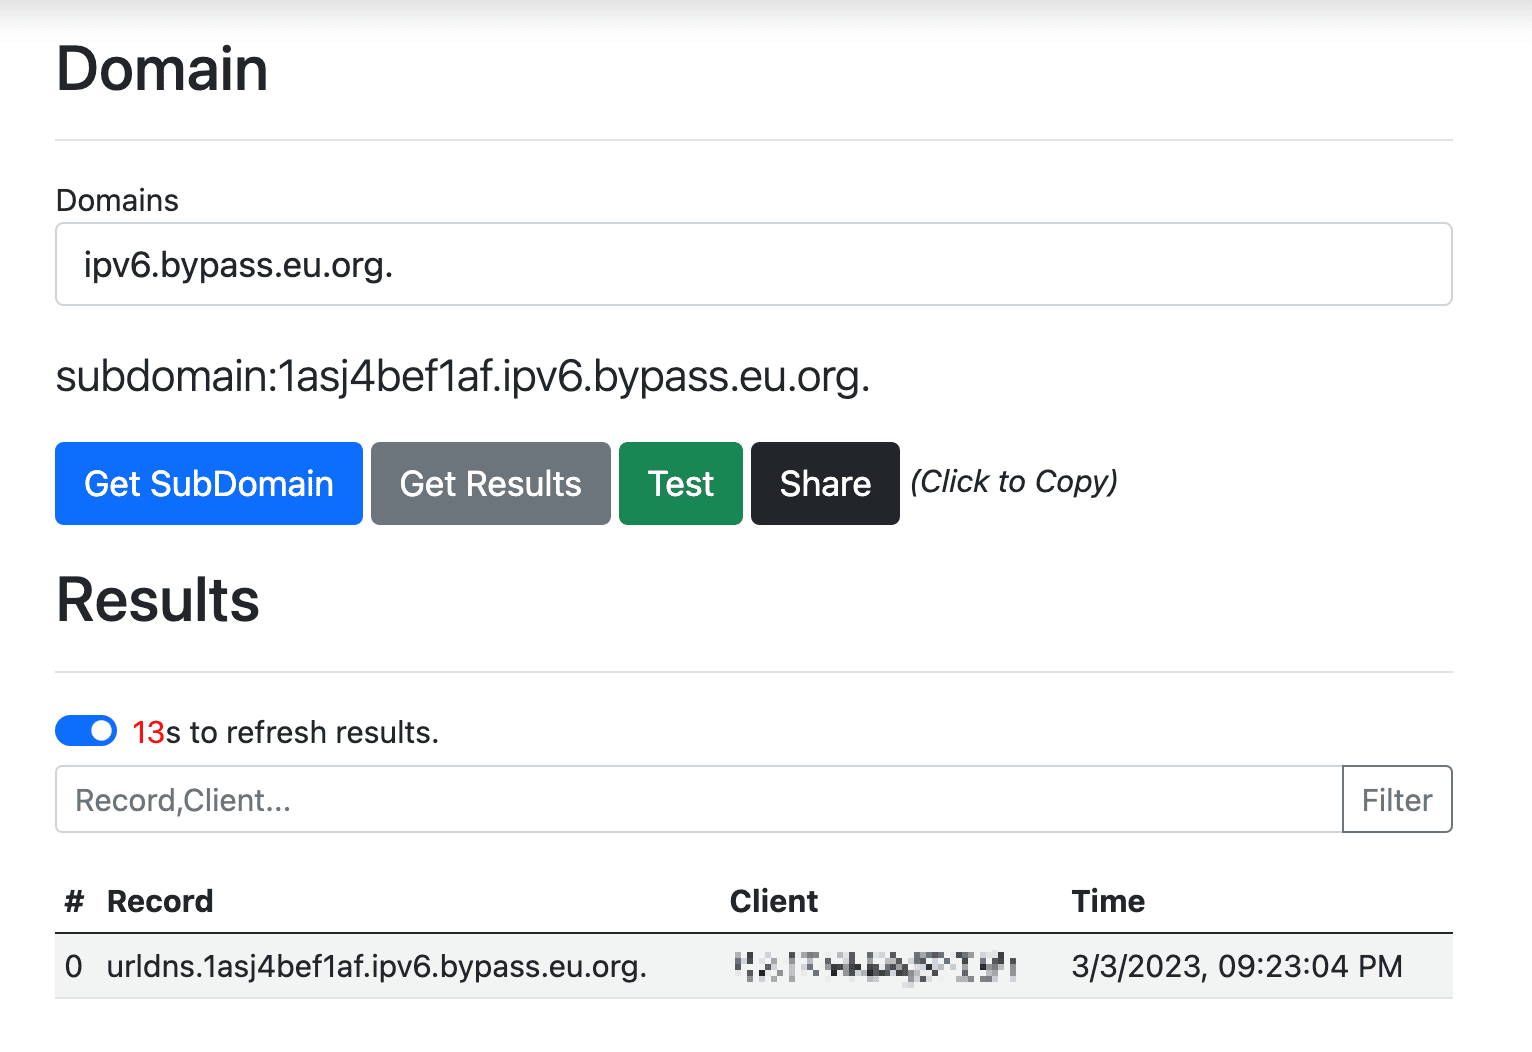 Domain
Domains
ipv6.bypass.eu.org.
subdomain:1asj4bef1af.ipv6.bypass.eu.org.
Get SubDomain Get Results Test Share (Click to Copy)
Results
13s to refresh results.
Record,Client... Filter
# Record Client Time
0 urldns.1asj4bef1af.ipv6.bypass.eu.org. 3/3/2023, 09:23:04 PM